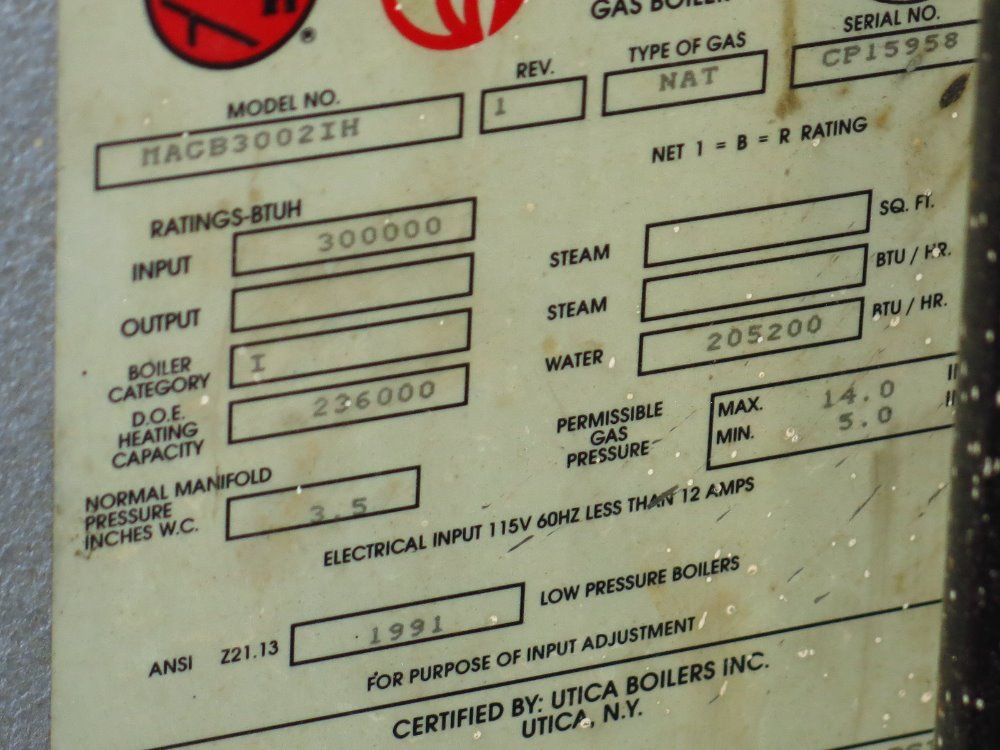 GAS BOILER
SERIAL NO.
CP15958
TYPE OF GAS
NAT
REV.
1
MODEL NO.
MACB3002IH
NET 1 = B = R RATING
RATINGS-BTUH
INPUT 300000
OUTPUT
BOILER
CATEGORY
I
D.O.E.
HEATING
CAPACITY
236000
STEAM SQ. FT.
STEAM BTU / HR.
WATER 205200 BTU / HR.
PERMISSIBLE
GAS
PRESSURE
MAX. 14.0
MIN. 5.0
NORMAL MANIFOLD
PRESSURE
INCHES W.C.
3.5
ELECTRICAL INPUT 115V 60HZ LESS THAN 12 AMPS
ANSI Z21.13 1991 LOW PRESSURE BOILERS
FOR PURPOSE OF INPUT ADJUSTMENT
CERTIFIED BY: UTICA BOILERS INC.
UTICA, N.Y.